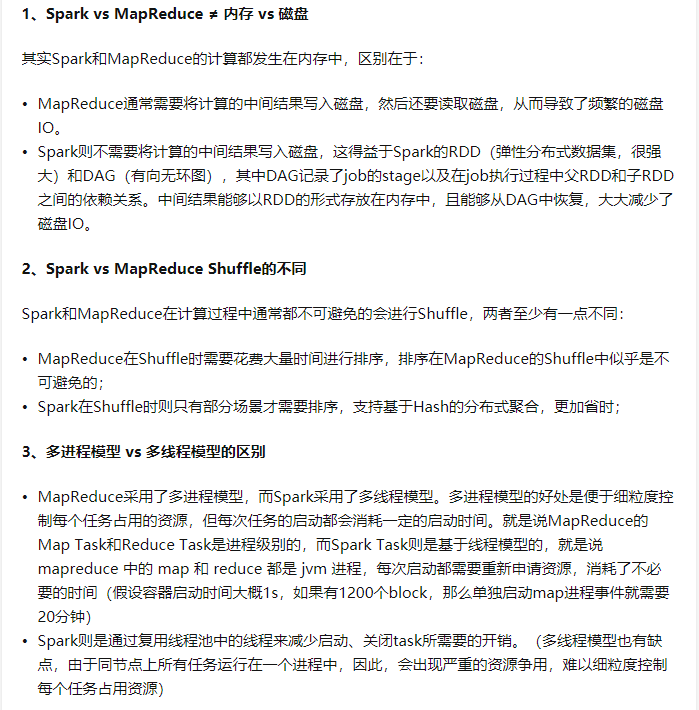 1、Spark vs MapReduce ≠ 内存 vs 磁盘
其实Spark和MapReduce的计算都发生在内存中，区别在于：
• MapReduce通常需要将计算的中间结果写入磁盘，然后还要读取磁盘，从而导致了频繁的磁盘
IO。
• Spark则不需要将计算的中间结果写入磁盘，这得益于Spark的RDD（弹性分布式数据集，很强
大）和DAG（有向无环图），其中DAG记录了job的stage以及在job执行过程中父RDD和子RDD
之间的依赖关系。中间结果能够以RDD的形式存放在内存中，且能够从DAG中恢复，大大减少了
磁盘IO。
2、Spark vs MapReduce Shuffle的不同
Spark和MapReduce在计算过程中通常都不可避免的会进行Shuffle，两者至少有一点不同：
• MapReduce在Shuffle时需要花费大量时间进行排序，排序在MapReduce的Shuffle中似乎是不
可避免的；
• Spark在Shuffle时则只有部分场景才需要排序，支持基于Hash的分布式聚合，更加省时；
3、多进程模型 vs 多线程模型的区别
• MapReduce采用了多进程模型，而Spark采用了多线程模型。多进程模型的好处是便于细粒度控
制每个任务占用的资源，但每次任务的启动都会消耗一定的启动时间。就是说MapReduce的
Map Task和Reduce Task是进程级别的，而Spark Task则是基于线程模型的，就是说
mapreduce 中的 map 和 reduce 都是 jvm 进程，每次启动都需要重新申请资源，消耗了不必
要的时间（假设容器启动时间大概1s，如果有1200个block，那么单独启动map进程事件就需要
20分钟）
• Spark则是通过复用线程池中的线程来减少启动、关闭task所需要的开销。（多线程模型也有缺
点，由于同节点上所有任务运行在一个进程中，因此，会出现严重的资源争用，难以细粒度控制
每个任务占用资源）